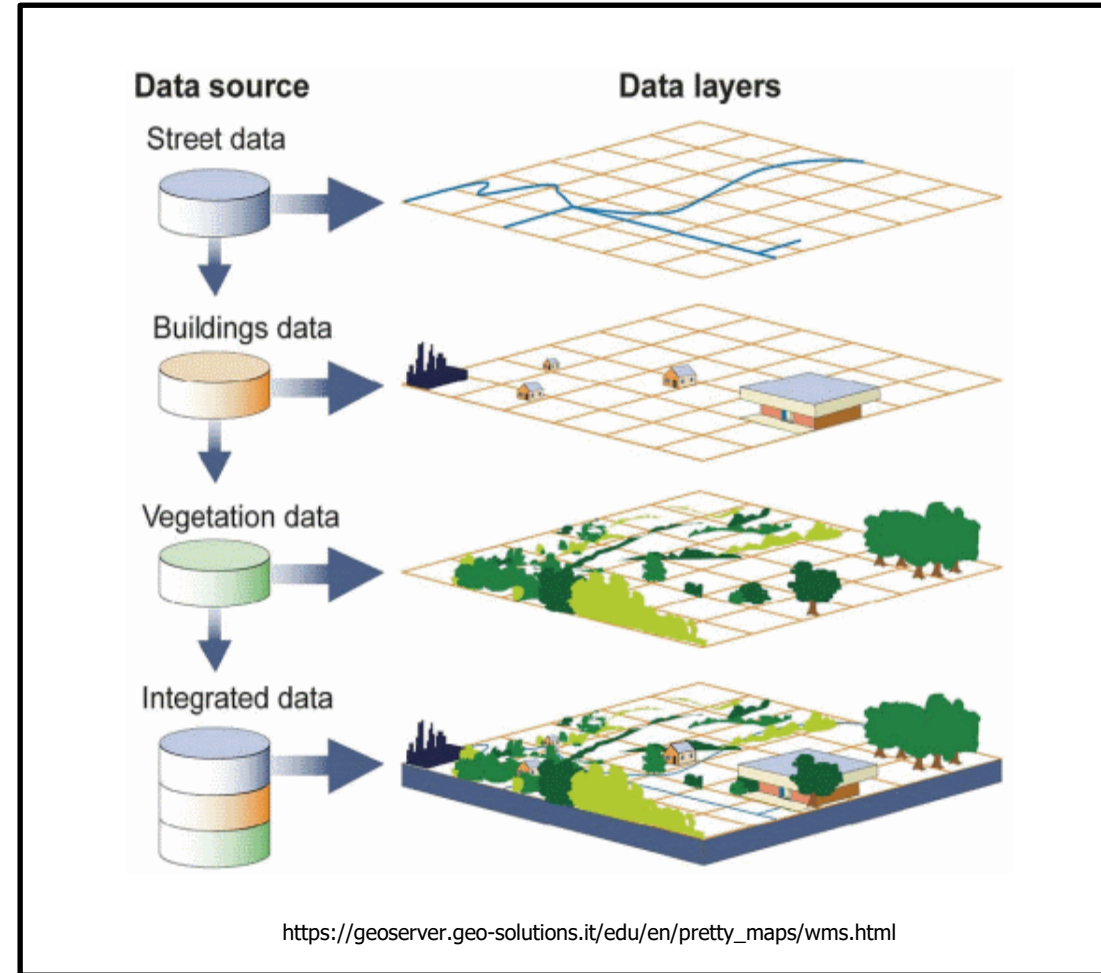 Data source
Data layers
Street data
Buildings data
Vegetation data
Integrated data
https://geoserver.geo-solutions.it/edu/en/pretty_maps/wms.html